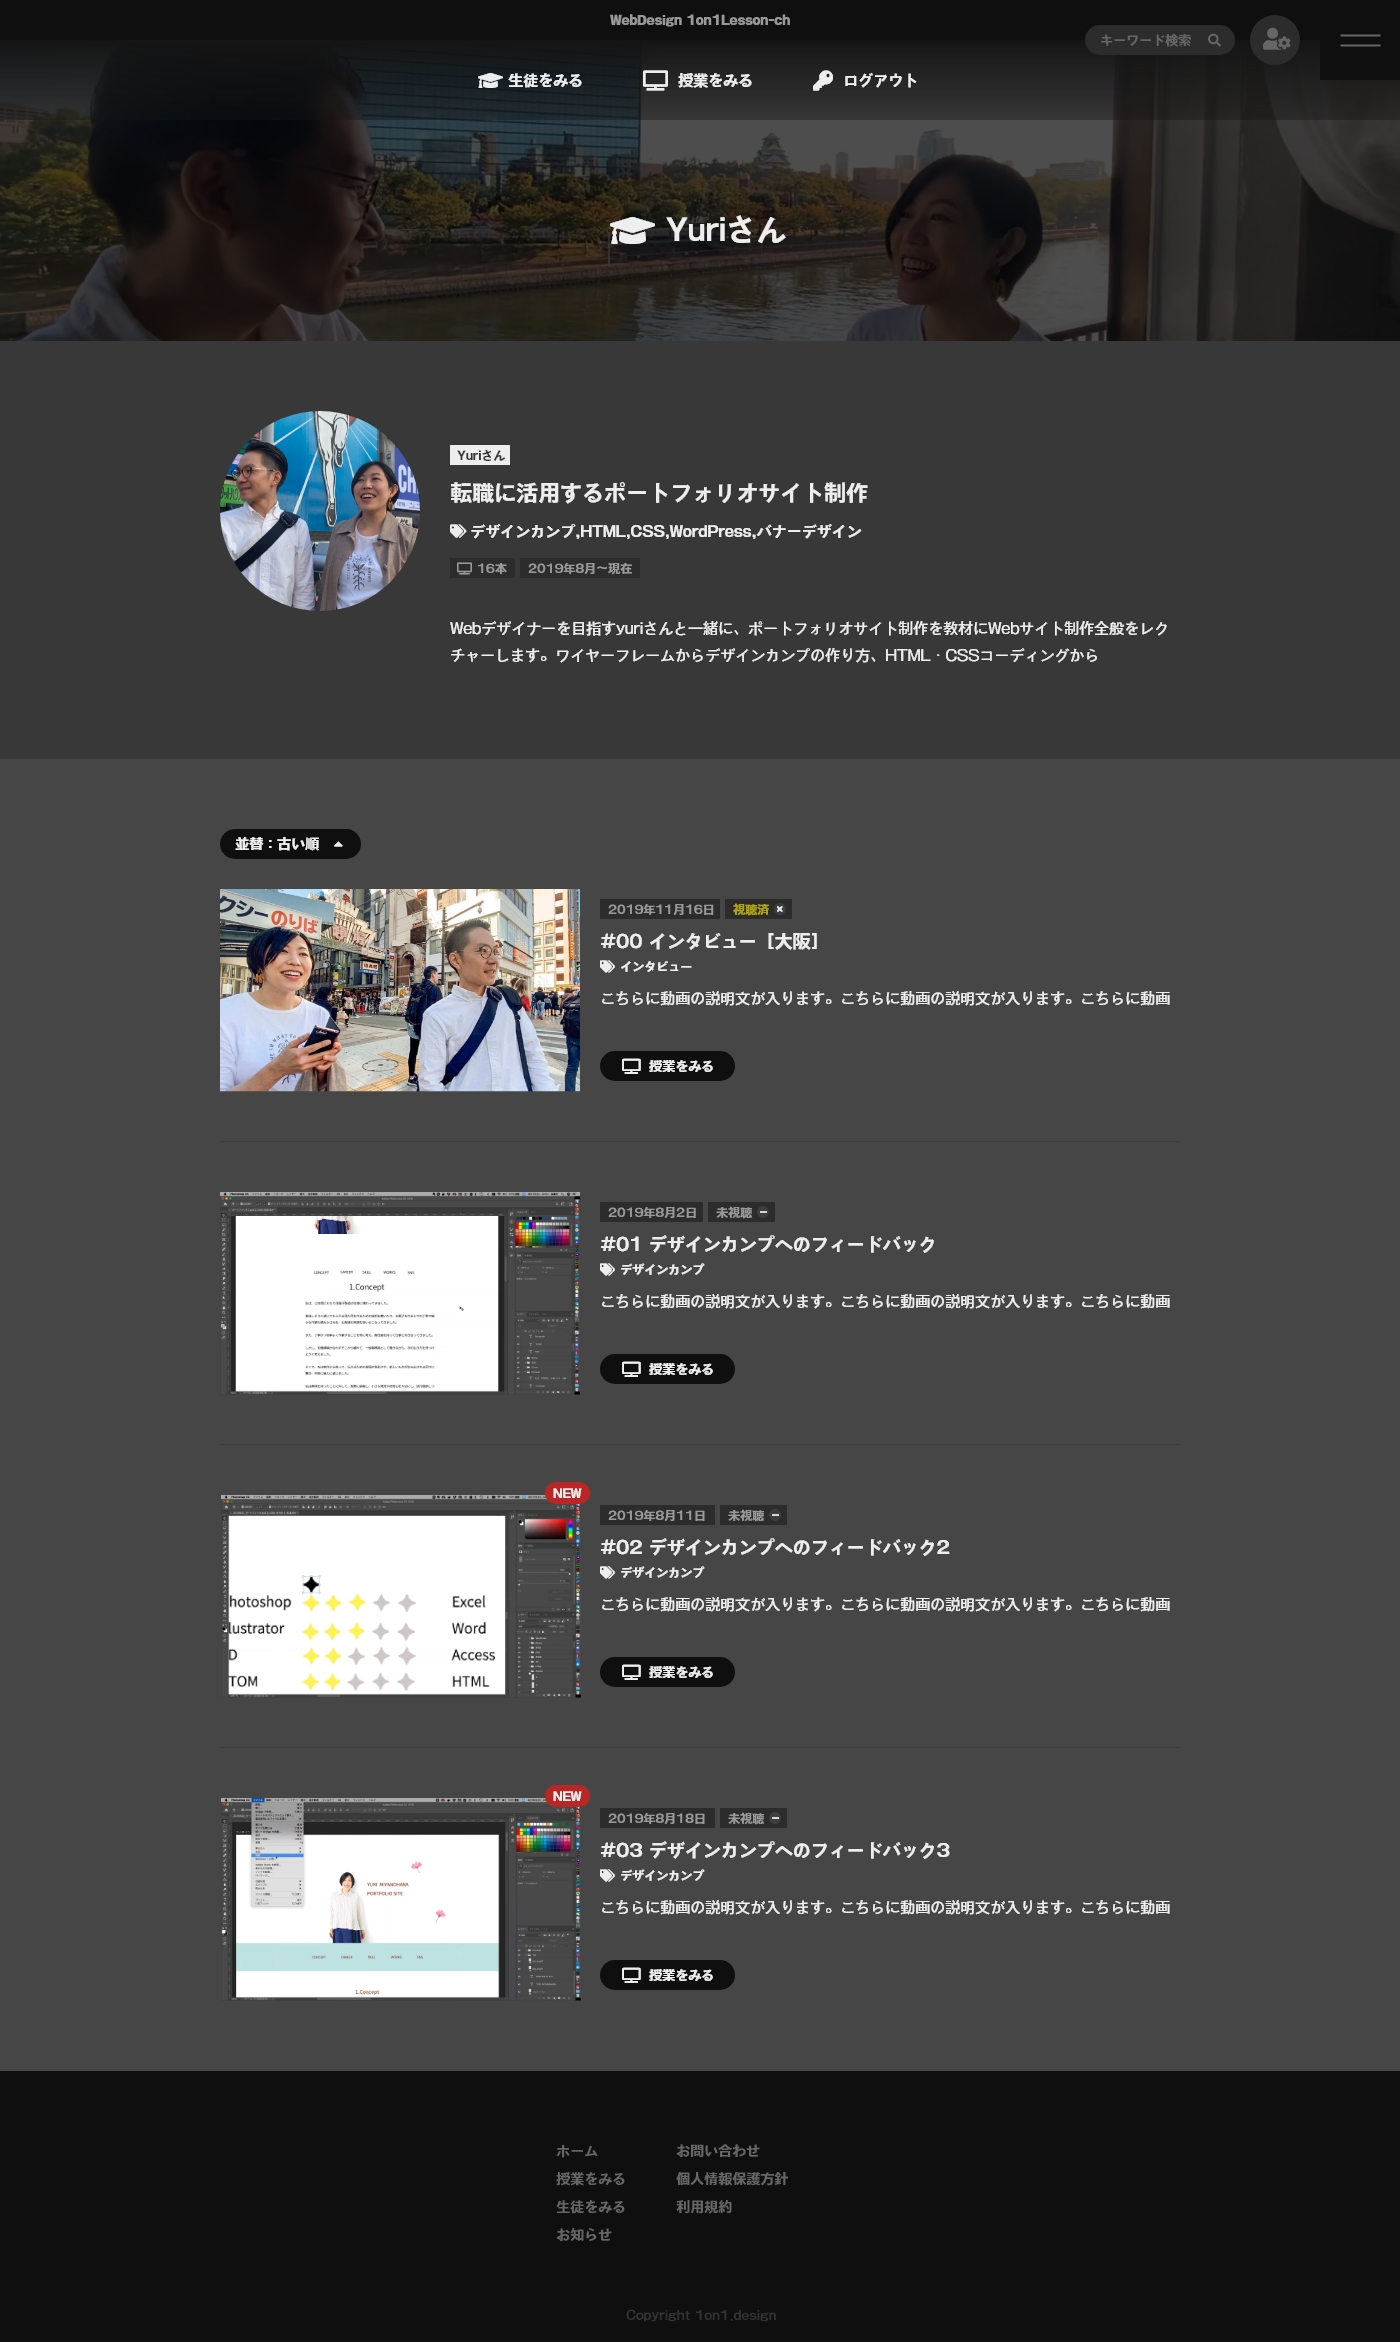 WebDesign 1on1Lesson-ch
キーワード検索
生徒をみる
授業をみる
ログアウト
Yuriさん
Yuriさん
転職に活用するポートフォリオサイト制作
デザインカンプ,HTML,CSS,WordPress,バナーデザイン
16本 2019年8月〜現在
Webデザイナーを目指すyuriさんと一緒に、ポートフォリオサイト制作を教材にWebサイト制作全般をレク
チャーします。ワイヤーフレームからデザインカンプの作り方、HTML・CSSコーディングから
並替：古い順
クシーのりば
2019年11月16日 視聴済
#00 インタビュー［大阪］
インタビュー
こちらに動画の説明文が入ります。こちらに動画の説明文が入ります。こちらに動画
授業をみる
CONCEPT CAREER SKILL WORKS
1.Concept
2019年8月2日 未視聴
#01 デザインカンプへのフィードバック
デザインカンプ
こちらに動画の説明文が入ります。こちらに動画の説明文が入ります。こちらに動画
授業をみる
NEW
hotoshop Excel
lustrator Word
D Access
TOM HTML
2019年8月11日 未視聴
#02 デザインカンプへのフィードバック2
デザインカンプ
こちらに動画の説明文が入ります。こちらに動画の説明文が入ります。こちらに動画
授業をみる
NEW
YURI MIYANOHARA
PORTFOLIO SITE
CONCEPT CAREER SKILL WORKS
1.Concept
2019年8月18日 未視聴
#03 デザインカンプへのフィードバック3
デザインカンプ
こちらに動画の説明文が入ります。こちらに動画の説明文が入ります。こちらに動画
授業をみる
ホーム
授業をみる
生徒をみる
お知らせ
お問い合わせ
個人情報保護方針
利用規約
Copyright 1on1.design